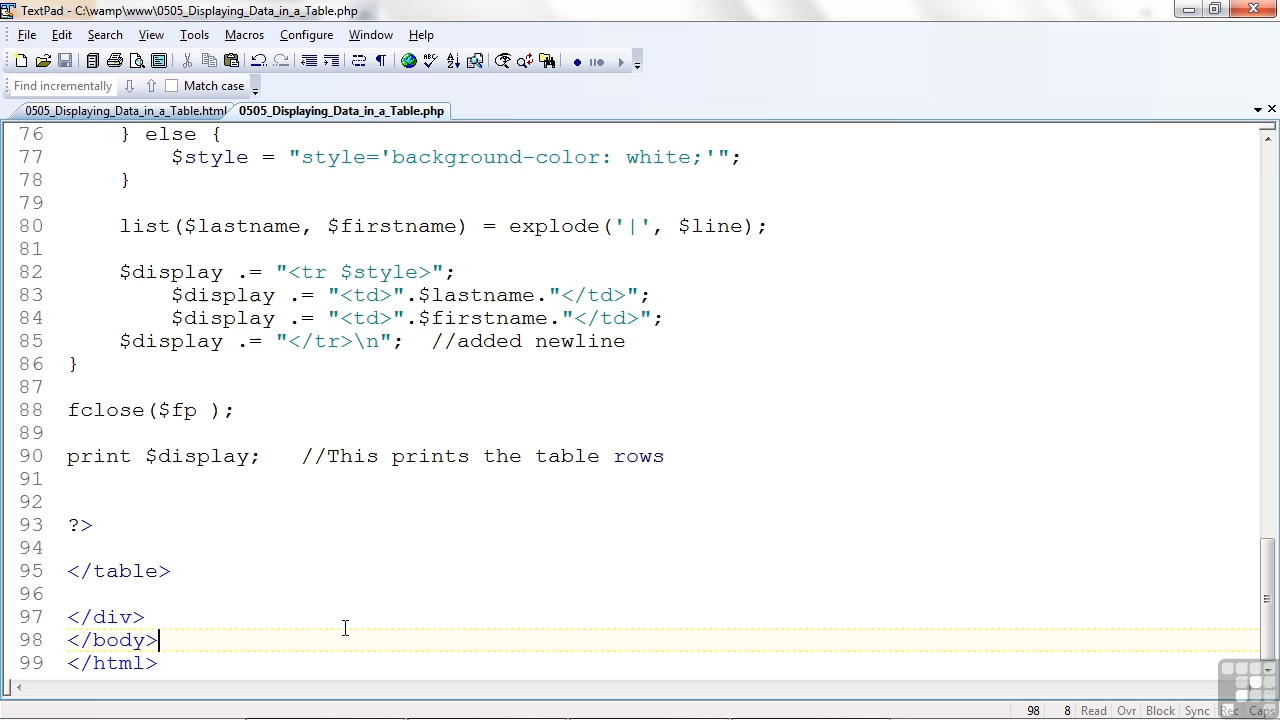 TextPad - C:\wamp\www\0505_Displaying_Data_in_a_Table.php
File Edit Search View Tools Macros Configure Window Help
Find incrementally Match case
0505_Displaying_Data_in_a_Table.html 0505_Displaying_Data_in_a_Table.php
76 } else {
77 $style = "style='background-color: white;'";
78 }
79
80 list($lastname, $firstname) = explode('|', $line);
81
82 $display .= "<tr $style>";
83 $display .= "<td>".$lastname."</td>";
84 $display .= "<td>".$firstname."</td>";
85 $display .= "</tr>\n"; //added newline
86 }
87
88 fclose($fp );
89
90 print $display; //This prints the table rows
91
92
93 ?>
94
95 </table>
96
97 </div>
98 </body>
99 </html>
98 8 Read Ovr Block Sync Rec Caps